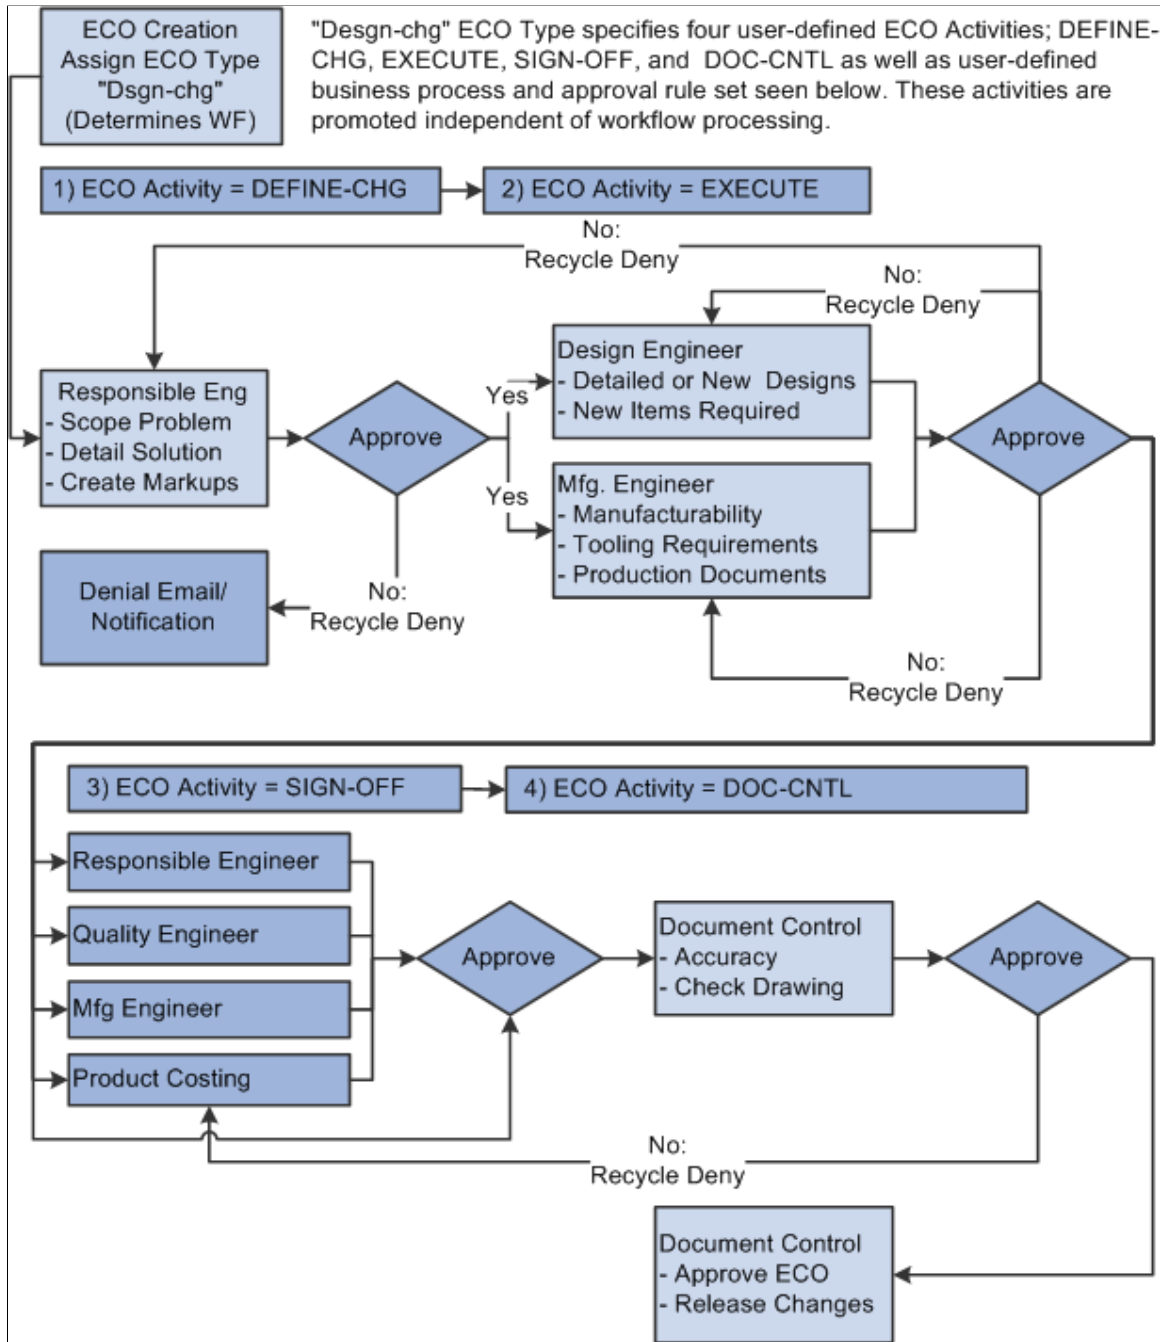 ECO Creation
Assign ECO Type
"Dsgn-chg"
(Determines WF)
"Desgn-chg" ECO Type specifies four user-defined ECO Activities; DEFINE-
CHG, EXECUTE, SIGN-OFF, and DOC-CNTL as well as user-defined
business process and approval rule set seen below. These activities are
promoted independent of workflow processing.
1) ECO Activity = DEFINE-CHG
2) ECO Activity = EXECUTE
No:
Recycle Deny
No:
Recycle Deny
Responsible Eng
- Scope Problem
- Detail Solution
- Create Markups
Approve
Yes
Yes
Design Engineer
- Detailed or New Designs
- New Items Required
Mfg. Engineer
- Manufacturability
- Tooling Requirements
- Production Documents
Approve
Denial Email/
Notification
No:
Recycle Deny
No:
Recycle Deny
3) ECO Activity = SIGN-OFF
4) ECO Activity = DOC-CNTL
Responsible Engineer
Quality Engineer
Mfg Engineer
Product Costing
Approve
Document Control
- Accuracy
- Check Drawing
Approve
No:
Recycle Deny
Document Control
- Approve ECO
- Release Changes